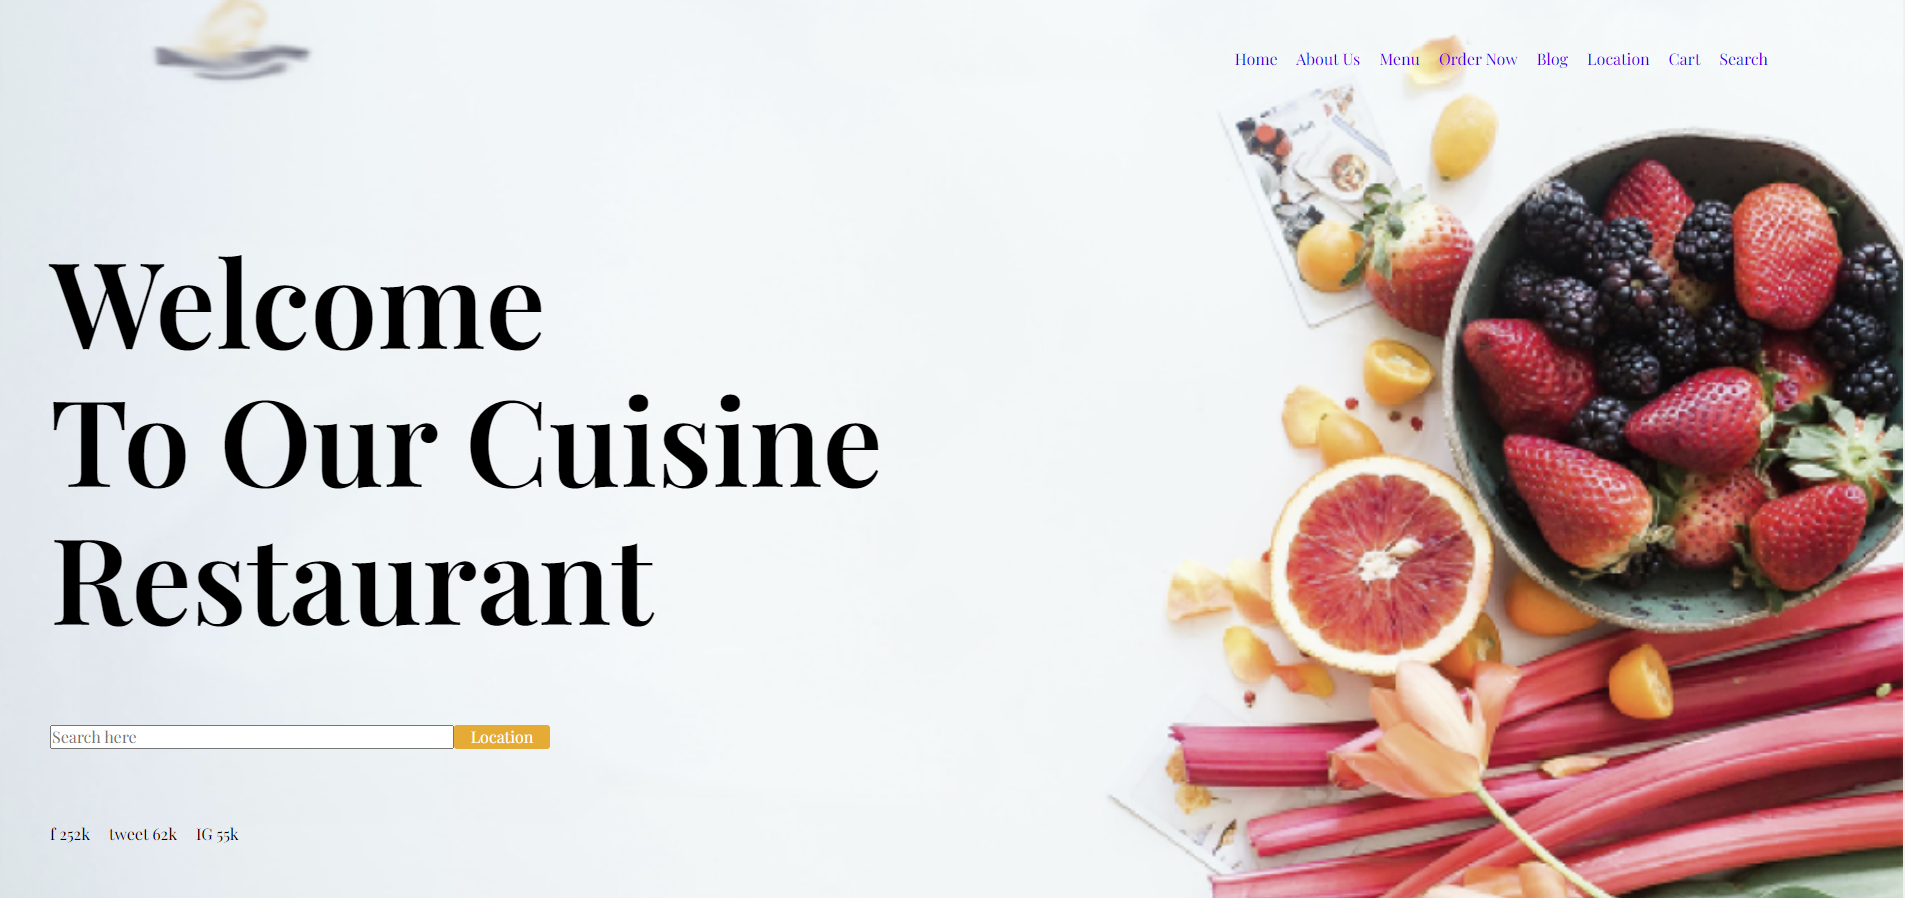 Home About Us Menu Order Now Blog Location Cart Search
Welcome
To Our Cuisine
Restaurant
Search here Location
f 252k tweet 62k IG 55k